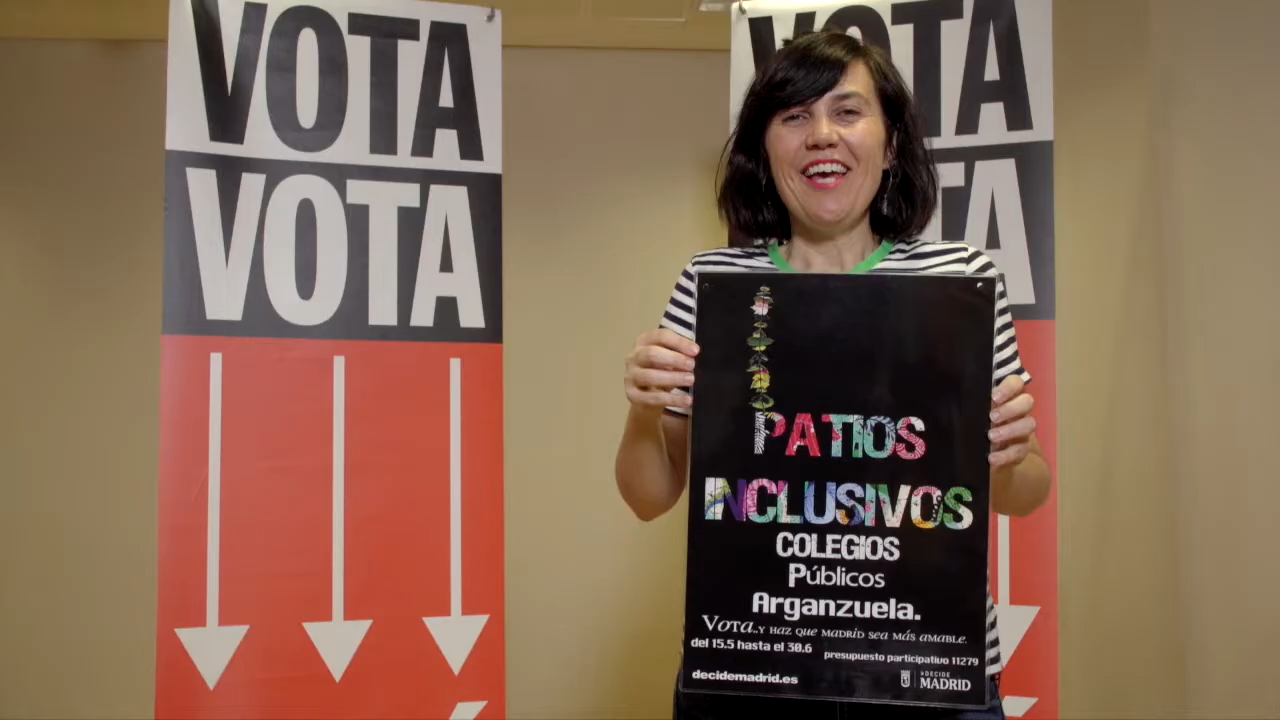 VOTA
VOTA
VOTA
PATIOS
INCLUSIVOS
COLEGIOS
Públicos
Arganzuela.
Vota..y haz que Madrid sea más amable.
del 15.5 hasta el 30.6
presupuesto participativo 11279
decidemadrid.es
DECIDE
MADRID